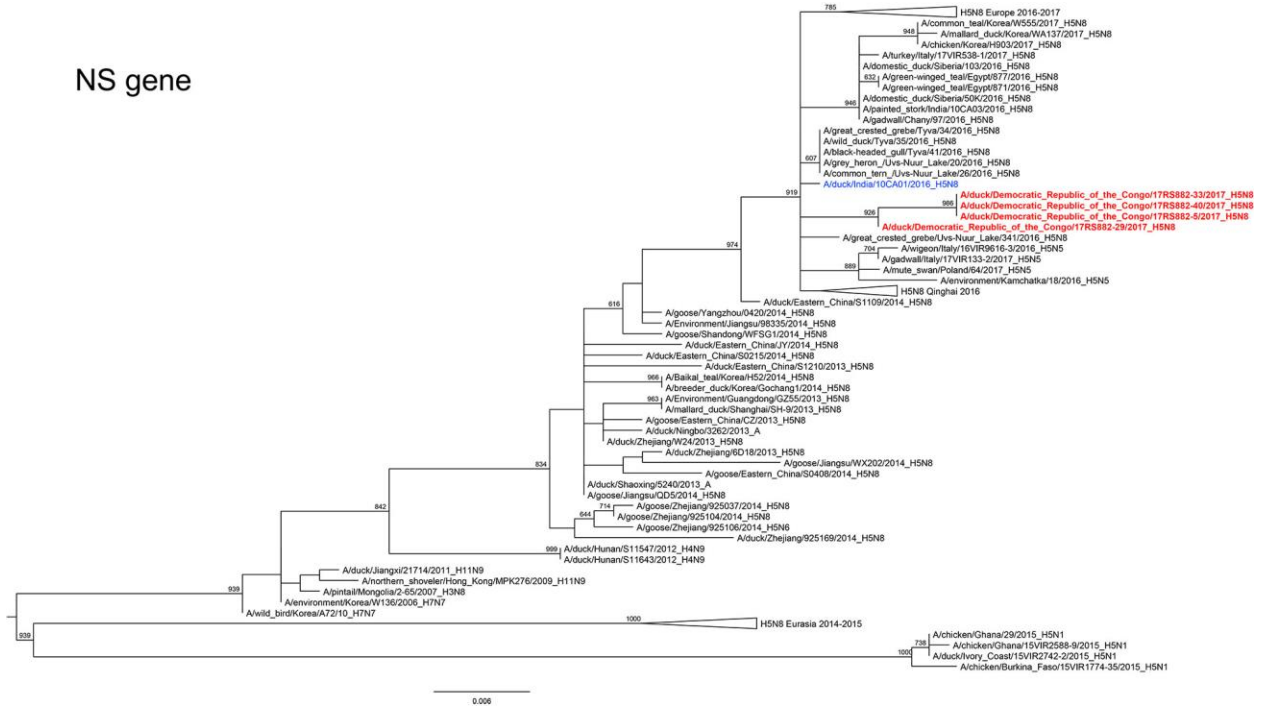 NS gene
785
H5N8 Europe 2016-2017
A/common_teal/Korea/W555/2017_H5N8
948
A/mallard_duck/Korea/WA137/2017_H5N8
A/chicken/Korea/H903/2017_H5N8
A/turkey/Italy/17VIR538-1/2017_H5N8
A/domestic_duck/Siberia/103/2016_H5N8
632
A/green-winged_teal/Egypt/877/2016_H5N8
A/green-winged_teal/Egypt/871/2016_H5N8
A/domestic_duck/Siberia/50K/2016_H5N8
946
A/painted_stork/India/10CA03/2016_H5N8
A/gadwall/Chany/97/2016_H5N8
A/great_crested_grebe/Tyva/34/2016_H5N8
A/wild_duck/Tyva/35/2016_H5N8
A/black-headed_gull/Tyva/41/2016_H5N8
607
A/grey_heron_/Uvs-Nuur_Lake/20/2016_H5N8
A/common_tern_/Uvs-Nuur_Lake/26/2016_H5N8
A/duck/India/10CA01/2016_H5N8
919
A/duck/Democratic_Republic_of_the_Congo/17RS882-33/2017_H5N8
986
A/duck/Democratic_Republic_of_the_Congo/17RS882-40/2017_H5N8
A/duck/Democratic_Republic_of_the_Congo/17RS882-5/2017_H5N8
926
A/duck/Democratic_Republic_of_the_Congo/17RS882-29/2017_H5N8
A/great_crested_grebe/Uvs-Nuur_Lake/341/2016_H5N8
974
704
A/wigeon/Italy/16VIR9616-3/2016_H5N5
A/gadwall/Italy/17VIR133-2/2017_H5N5
889
A/mute_swan/Poland/64/2017_H5N5
A/environment/Kamchatka/18/2016_H5N5
H5N8 Qinghai 2016
A/duck/Eastern_China/S1109/2014_H5N8
616
A/goose/Yangzhou/0420/2014_H5N8
A/Environment/Jiangsu/98335/2014_H5N8
A/goose/Shandong/WFSG1/2014_H5N8
A/duck/Eastern_China/JY/2014_H5N8
A/duck/Eastern_China/S0215/2014_H5N8
A/duck/Eastern_China/S1210/2013_H5N8
966
A/Baikal_teal/Korea/H52/2014_H5N8
A/breeder_duck/Korea/Gochang1/2014_H5N8
963
A/Environment/Guangdong/GZ55/2013_H5N8
A/mallard_duck/Shanghai/SH-9/2013_H5N8
A/goose/Eastern_China/CZ/2013_H5N8
A/duck/Ningbo/3262/2013_A
A/duck/Zhejiang/W24/2013_H5N8
A/duck/Zhejiang/6D18/2013_H5N8
834
A/goose/Jiangsu/WX202/2014_H5N8
A/goose/Eastern_China/S0408/2014_H5N8
A/duck/Shaoxing/5240/2013_A
A/goose/Jiangsu/QD5/2014_H5N8
714
A/goose/Zhejiang/925037/2014_H5N8
842
644
A/goose/Zhejiang/925104/2014_H5N8
A/goose/Zhejiang/925106/2014_H5N6
A/duck/Zhejiang/925169/2014_H5N8
999
A/duck/Hunan/S11547/2012_H4N9
A/duck/Hunan/S11643/2012_H4N9
A/duck/Jiangxi/21714/2011_H11N9
A/northern_shoveler/Hong_Kong/MPK276/2009_H11N9
939
A/pintail/Mongolia/2-65/2007_H3N8
A/environment/Korea/W136/2006_H7N7
A/wild_bird/Korea/A72/10_H7N7
1000
H5N8 Eurasia 2014-2015
939
A/chicken/Ghana/29/2015_H5N1
738
A/chicken/Ghana/15VIR2588-9/2015_H5N1
1000
A/duck/Ivory_Coast/15VIR2742-2/2015_H5N1
A/chicken/Burkina_Faso/15VIR1774-35/2015_H5N1
0.006